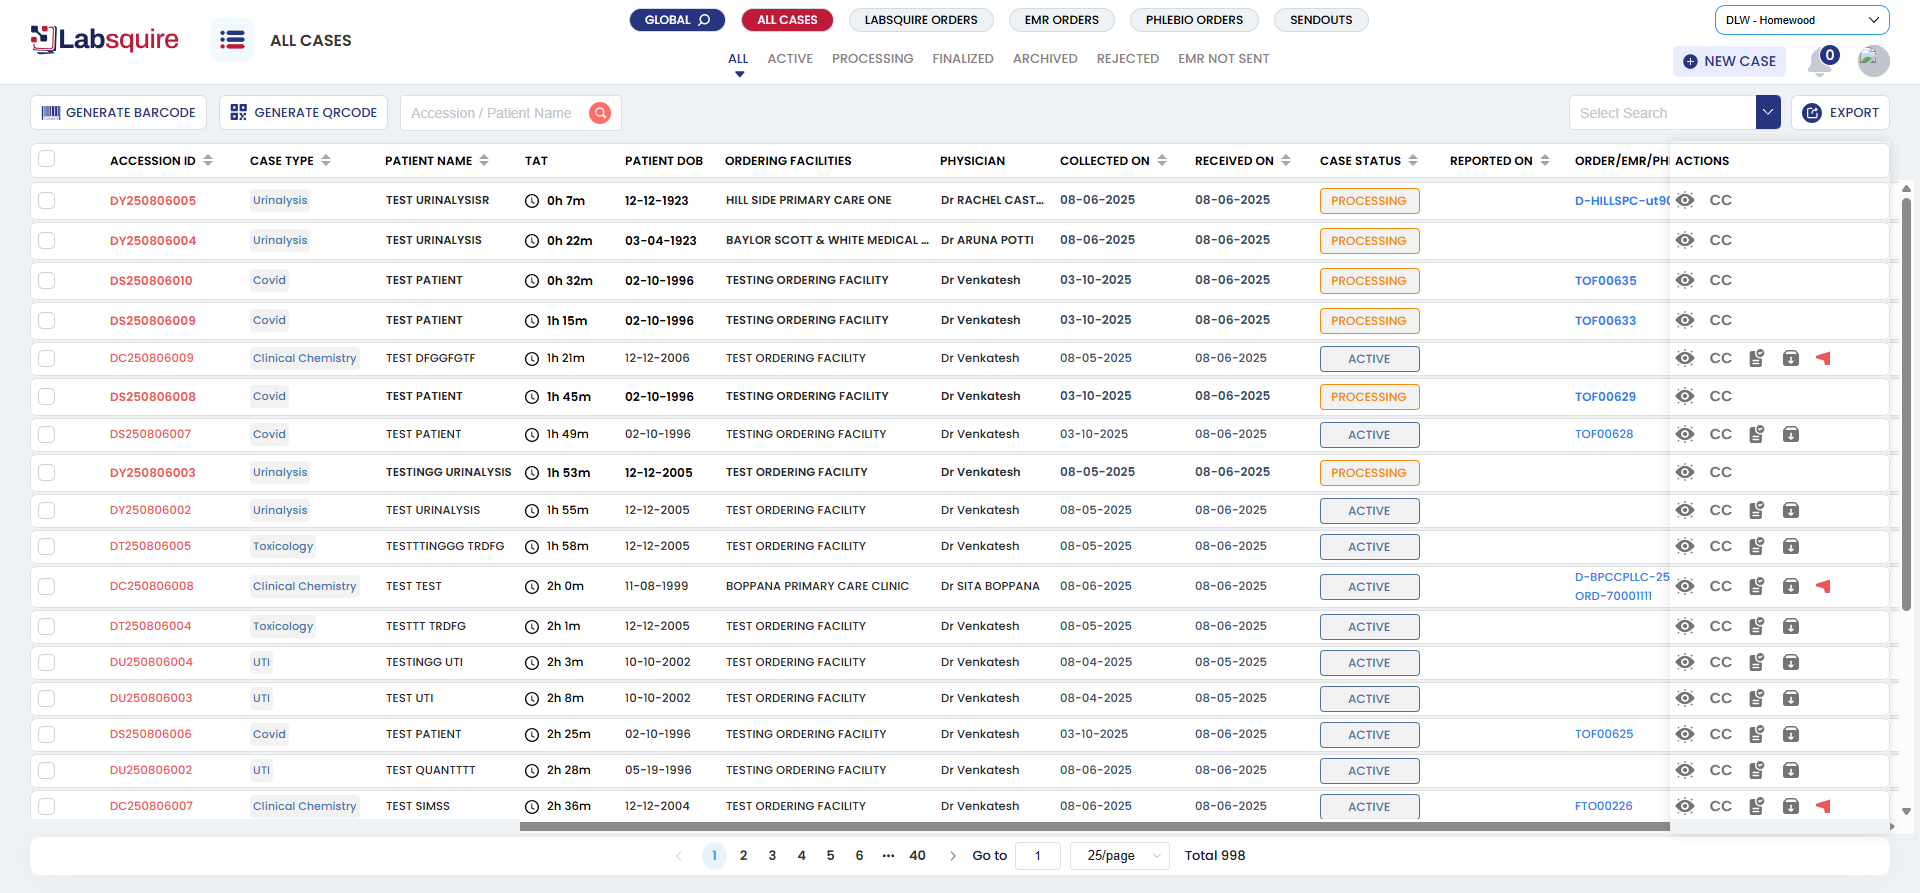 Labsquire
ALL CASES
GLOBAL
ALL CASES
LABSQUIRE ORDERS
EMR ORDERS
PHLEBIO ORDERS
SENDOUTS
DLW - Homewood
ALL
ACTIVE
PROCESSING
FINALIZED
ARCHIVED
REJECTED
EMR NOT SENT
NEW CASE
0
GENERATE BARCODE
GENERATE QRCODE
Accession / Patient Name
Select Search
EXPORT
ACCESSION ID CASE TYPE PATIENT NAME TAT PATIENT DOB ORDERING FACILITIES PHYSICIAN COLLECTED ON RECEIVED ON CASE STATUS REPORTED ON ORDER/EMR/PH ACTIONS
DY250806005 Urinalysis TEST URINALYSISR 0h 7m 12-12-1923 HILL SIDE PRIMARY CARE ONE Dr RACHEL CAST... 08-06-2025 08-06-2025 PROCESSING D-HILLSPC-ut90 CC
DY250806004 Urinalysis TEST URINALYSIS 0h 22m 03-04-1923 BAYLOR SCOTT & WHITE MEDICAL ... Dr ARUNA POTTI 08-06-2025 08-06-2025 PROCESSING CC
DS250806010 Covid TEST PATIENT 0h 32m 02-10-1996 TESTING ORDERING FACILITY Dr Venkatesh 03-10-2025 08-06-2025 PROCESSING TOF00635 CC
DS250806009 Covid TEST PATIENT 1h 15m 02-10-1996 TESTING ORDERING FACILITY Dr Venkatesh 03-10-2025 08-06-2025 PROCESSING TOF00633 CC
DC250806009 Clinical Chemistry TEST DFGGFGTF 1h 21m 12-12-2006 TEST ORDERING FACILITY Dr Venkatesh 08-05-2025 08-06-2025 ACTIVE CC
DS250806008 Covid TEST PATIENT 1h 45m 02-10-1996 TESTING ORDERING FACILITY Dr Venkatesh 03-10-2025 08-06-2025 PROCESSING TOF00629 CC
DS250806007 Covid TEST PATIENT 1h 49m 02-10-1996 TESTING ORDERING FACILITY Dr Venkatesh 03-10-2025 08-06-2025 ACTIVE TOF00628 CC
DY250806003 Urinalysis TESTINGG URINALYSIS 1h 53m 12-12-2005 TEST ORDERING FACILITY Dr Venkatesh 08-05-2025 08-06-2025 PROCESSING CC
DY250806002 Urinalysis TEST URINALYSIS 1h 55m 12-12-2005 TEST ORDERING FACILITY Dr Venkatesh 08-05-2025 08-06-2025 ACTIVE CC
DT250806005 Toxicology TESTTTINGGG TRDFG 1h 58m 12-12-2005 TEST ORDERING FACILITY Dr Venkatesh 08-05-2025 08-06-2025 ACTIVE CC
DC250806008 Clinical Chemistry TEST TEST 2h 0m 11-08-1999 BOPPANA PRIMARY CARE CLINIC Dr SITA BOPPANA 08-06-2025 08-06-2025 ACTIVE D-BPCCPLLC-25 CC
ORD-70001111
DT250806004 Toxicology TESTTT TRDFG 2h 1m 12-12-2005 TEST ORDERING FACILITY Dr Venkatesh 08-05-2025 08-06-2025 ACTIVE CC
DU250806004 UTI TESTINGG UTI 2h 3m 10-10-2002 TEST ORDERING FACILITY Dr Venkatesh 08-04-2025 08-05-2025 ACTIVE CC
DU250806003 UTI TEST UTI 2h 8m 10-10-2002 TEST ORDERING FACILITY Dr Venkatesh 08-04-2025 08-05-2025 ACTIVE CC
DS250806006 Covid TEST PATIENT 2h 25m 02-10-1996 TESTING ORDERING FACILITY Dr Venkatesh 03-10-2025 08-06-2025 ACTIVE TOF00625 CC
DU250806002 UTI TEST QUANTTTT 2h 28m 05-19-1996 TESTING ORDERING FACILITY Dr Venkatesh 08-06-2025 08-06-2025 ACTIVE CC
DC250806007 Clinical Chemistry TEST SIMSS 2h 36m 12-12-2004 TEST ORDERING FACILITY Dr Venkatesh 08-06-2025 08-06-2025 ACTIVE FTO00226 CC
1 2 3 4 5 6 ... 40 Go to 1 25/page Total 998